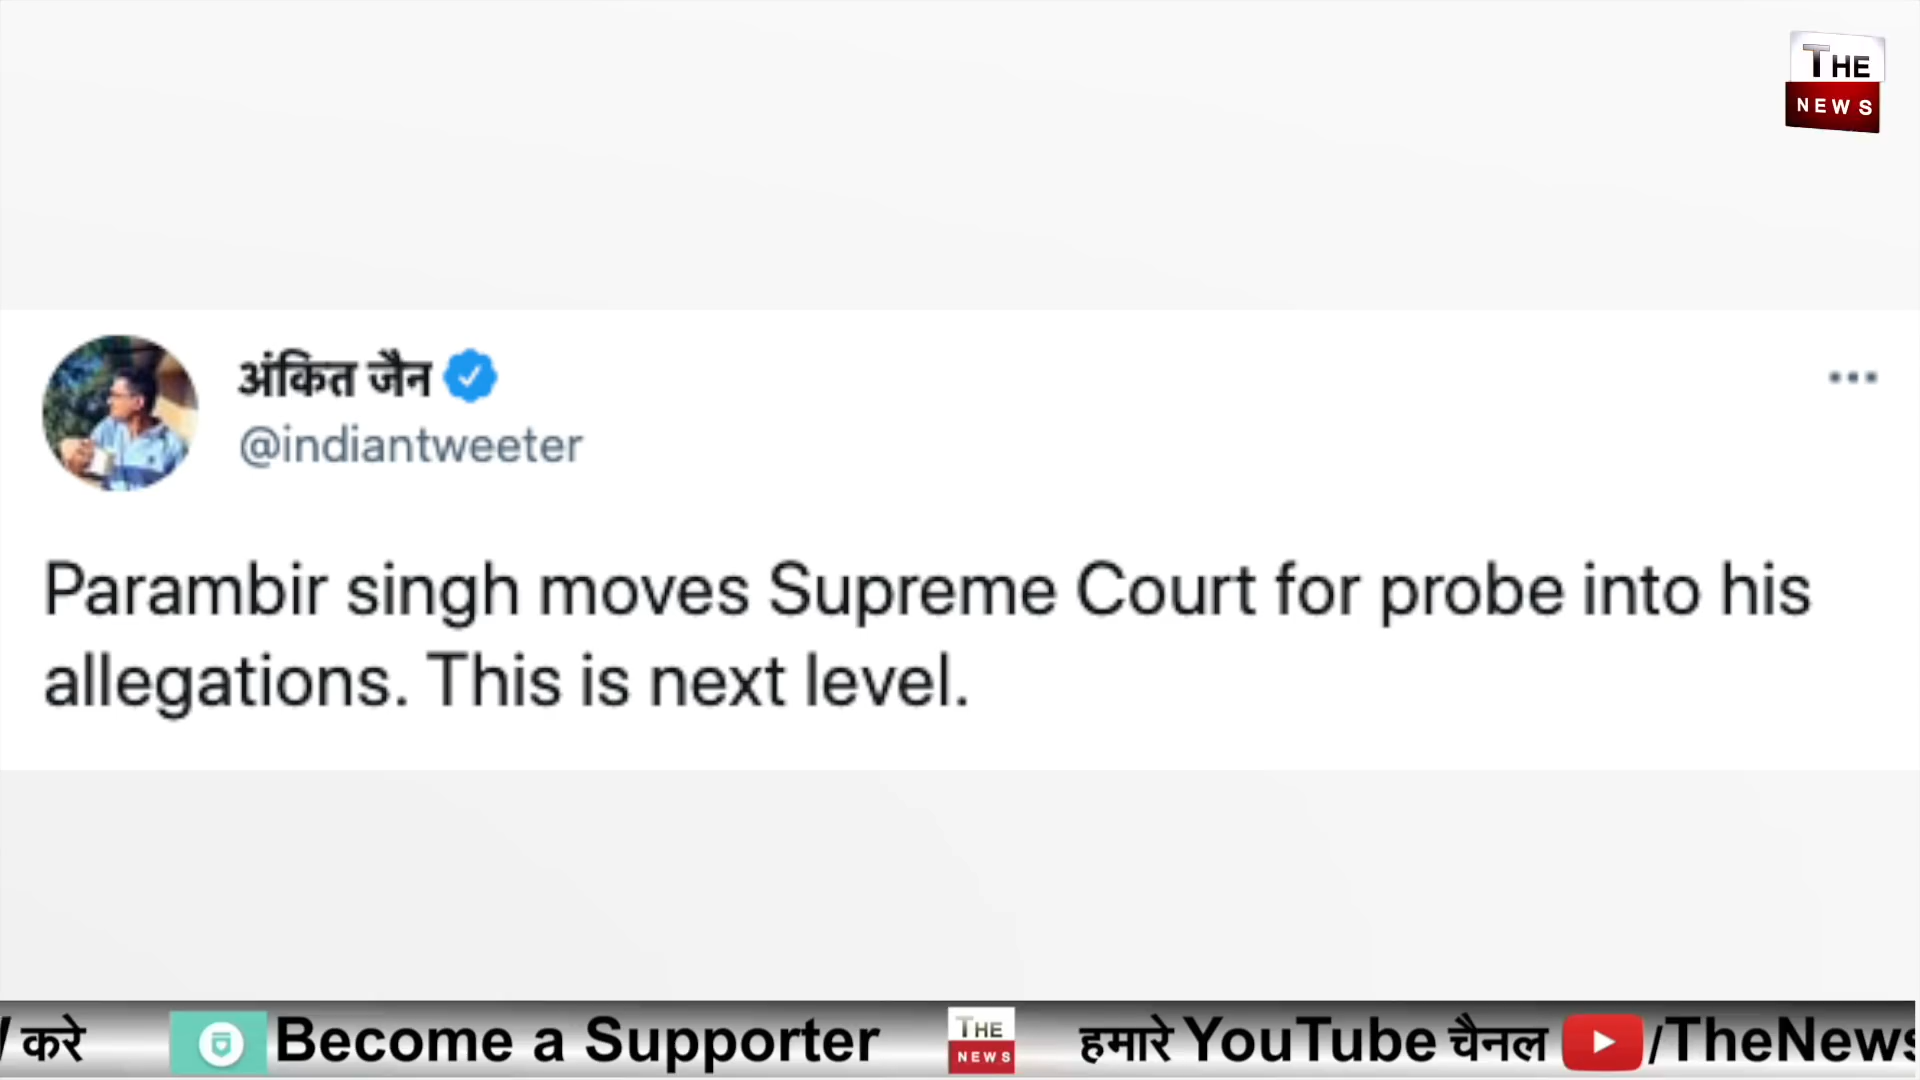 THE
NEWS
अंकित जैन
@indiantweeter
Parambir singh moves Supreme Court for probe into his
allegations. This is next level.
/ करे Become a Supporter THE NEWS हमारे YouTube चैनल /TheNews